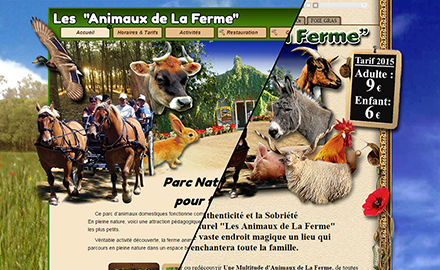 Les "Animaux de La Ferme"
FOIE GRAS
Accueil
Horaires & Tarifs
Activités
Restauration
Ferme"
Tarif 2015
Adulte :
9 €
Enfant:
6 €
Parc Nat
pour
Ce parc d'animaux domestiques fonctionne com
En pleine nature, voici une attraction pédagogique
les plus petits.
Véritable activité découverte, la ferme anim
parcours en pleine nature dans un espace b
uthenticité et la Sobriété
turel "Les Animaux de La Ferme"
vaste endroit magique un lieu qui
enchantera toute la famille.
ou redécouvrir Une Multitude d'Animaux de La Ferme, de toutes